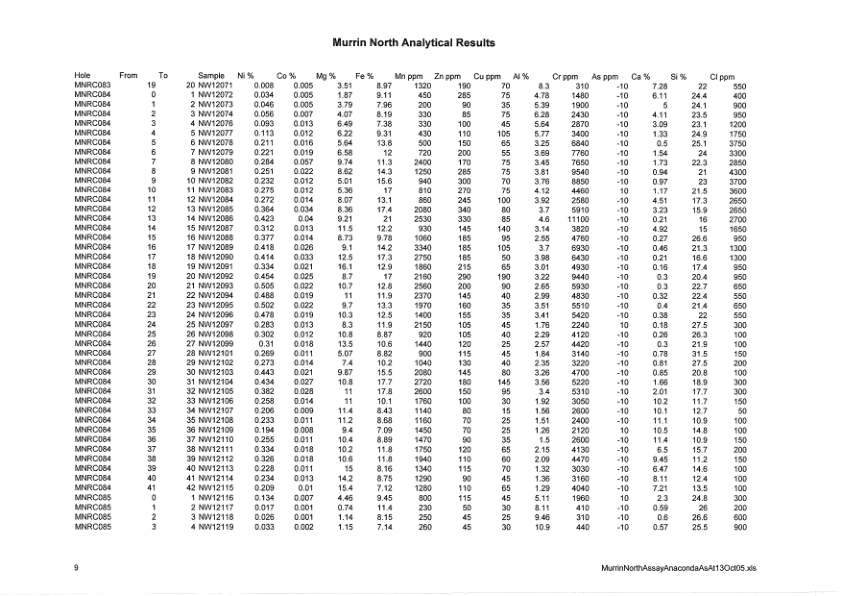 Murrin North Analytical Results
Hole From To Sample Ni % Co % Mg % Fe % Mn ppm Zn ppm Cu ppm Al % Cr ppm As ppm Ca % Si % Cl ppm
MNRC083 19 20 NW12071 0.008 0.005 3.51 8.97 1320 190 70 8.3 310 -10 7.28 22 550
MNRC084 0 1 NW12072 0.034 0.005 1.87 9.11 450 285 75 4.78 1480 -10 6.11 24.4 400
MNRC084 1 2 NW12073 0.046 0.005 3.79 7.96 200 90 35 5.39 1900 -10 5 24.1 900
MNRC084 2 3 NW12074 0.056 0.007 4.07 8.19 330 85 75 6.28 2430 -10 4.11 23.5 950
MNRC084 3 4 NW12076 0.093 0.013 6.49 7.38 330 100 45 5.64 2870 -10 3.09 23.1 1200
MNRC084 4 5 NW12077 0.113 0.012 6.22 9.31 430 110 105 5.77 3400 -10 1.33 24.9 1750
MNRC084 5 6 NW12078 0.211 0.016 5.64 13.8 500 150 65 3.25 6840 -10 0.5 25.1 3750
MNRC084 6 7 NW12079 0.221 0.019 6.58 12 720 200 55 3.69 7760 -10 1.54 24 3300
MNRC084 7 8 NW12080 0.284 0.057 9.74 11.3 2400 170 75 3.45 7650 -10 1.73 22.3 2850
MNRC084 8 9 NW12081 0.251 0.022 8.62 14.3 1250 285 75 3.81 9540 -10 0.94 21 4300
MNRC084 9 10 NW12082 0.232 0.012 5.01 15.6 940 300 70 3.76 8850 -10 0.97 23 3700
MNRC084 10 11 NW12083 0.275 0.012 5.36 17 810 270 75 4.12 4460 10 1.17 21.5 3600
MNRC084 11 12 NW12084 0.272 0.014 8.07 13.1 860 245 100 3.92 2580 -10 4.51 17.3 2650
MNRC084 12 13 NW12085 0.364 0.034 8.36 17.4 2080 340 80 3.7 5910 -10 3.23 15.9 2650
MNRC084 13 14 NW12086 0.423 0.04 9.21 21 2530 330 85 4.6 11100 -10 0.21 16 2700
MNRC084 14 15 NW12087 0.312 0.013 11.5 12.2 930 145 140 3.14 3820 -10 4.92 15 1650
MNRC084 15 16 NW12088 0.377 0.014 8.73 9.78 1060 185 95 2.55 4760 -10 0.27 26.6 950
MNRC084 16 17 NW12089 0.418 0.026 9.1 14.2 3340 185 105 3.7 6930 -10 0.46 21.3 1300
MNRC084 17 18 NW12090 0.414 0.033 12.5 17.3 2750 185 50 3.98 6430 -10 0.21 16.6 1300
MNRC084 18 19 NW12091 0.334 0.021 16.1 12.9 1860 215 65 3.01 4930 -10 0.16 17.4 950
MNRC084 19 20 NW12092 0.454 0.025 8.7 17 2160 290 190 3.22 9440 -10 0.3 20.4 950
MNRC084 20 21 NW12093 0.505 0.022 10.7 12.8 2560 200 90 2.65 5930 -10 0.3 22.7 650
MNRC084 21 22 NW12094 0.488 0.019 11 11.9 2370 145 40 2.99 4830 -10 0.32 22.4 550
MNRC084 22 23 NW12095 0.502 0.022 9.7 13.3 1970 160 35 3.51 5510 -10 0.4 21.4 650
MNRC084 23 24 NW12096 0.478 0.019 10.3 12.5 1400 155 35 3.41 5420 -10 0.38 22 550
MNRC084 24 25 NW12097 0.283 0.013 8.3 11.9 2150 105 45 1.76 2240 10 0.18 27.5 300
MNRC084 25 26 NW12098 0.302 0.012 10.8 8.87 920 105 40 2.29 4120 -10 0.26 26.3 100
MNRC084 26 27 NW12099 0.31 0.018 13.5 10.6 1440 120 25 2.57 4420 -10 0.3 21.9 100
MNRC084 27 28 NW12101 0.269 0.011 5.07 8.82 900 115 45 1.84 3140 -10 0.78 31.5 150
MNRC084 28 29 NW12102 0.273 0.014 7.4 10.2 1040 130 40 2.35 3220 -10 0.81 27.5 200
MNRC084 29 30 NW12103 0.443 0.021 9.87 15.5 2080 145 80 3.26 4700 -10 0.85 20.8 100
MNRC084 30 31 NW12104 0.434 0.027 10.8 17.7 2720 180 145 3.56 5220 -10 1.66 18.9 300
MNRC084 31 32 NW12105 0.382 0.028 11 17.8 2600 150 95 3.4 5310 -10 2.01 17.7 300
MNRC084 32 33 NW12106 0.258 0.014 11 10.1 1760 100 30 1.92 3050 -10 10.2 11.7 150
MNRC084 33 34 NW12107 0.206 0.009 11.4 8.43 1140 80 15 1.56 2600 -10 10.1 12.7 50
MNRC084 34 35 NW12108 0.233 0.011 11.2 8.68 1160 70 25 1.51 2400 -10 11.1 10.9 100
MNRC084 35 36 NW12109 0.194 0.008 9.4 7.09 1450 70 25 1.26 2120 10 10.5 14.8 100
MNRC084 36 37 NW12110 0.255 0.011 10.4 8.89 1470 90 35 1.5 2600 -10 11.4 10.9 150
MNRC084 37 38 NW12111 0.334 0.018 10.2 11.8 1750 120 65 2.15 4130 -10 6.5 15.7 200
MNRC084 38 39 NW12112 0.326 0.018 10.6 11.8 1940 110 60 2.09 4470 -10 9.45 11.2 150
MNRC084 39 40 NW12113 0.228 0.011 15 8.16 1340 115 70 1.32 3030 -10 6.47 14.6 100
MNRC084 40 41 NW12114 0.234 0.013 14.2 8.75 1290 90 45 1.36 3160 -10 8.11 12.4 100
MNRC084 41 42 NW12115 0.209 0.01 15.4 7.12 1280 110 65 1.29 4040 -10 7.21 13.5 100
MNRC085 0 1 NW12116 0.134 0.007 4.46 9.45 800 115 45 5.11 1960 10 2.3 24.8 300
MNRC085 1 2 NW12117 0.017 0.001 0.74 11.4 230 50 30 8.11 410 -10 0.59 26 200
MNRC085 2 3 NW12118 0.026 0.001 1.14 8.15 250 45 25 9.46 310 -10 0.6 26.6 600
MNRC085 3 4 NW12119 0.033 0.002 1.15 7.14 260 45 30 10.9 440 -10 0.57 25.5 900
9 MurrinNorthAssayAnacondaAsAt13Oct05.xls